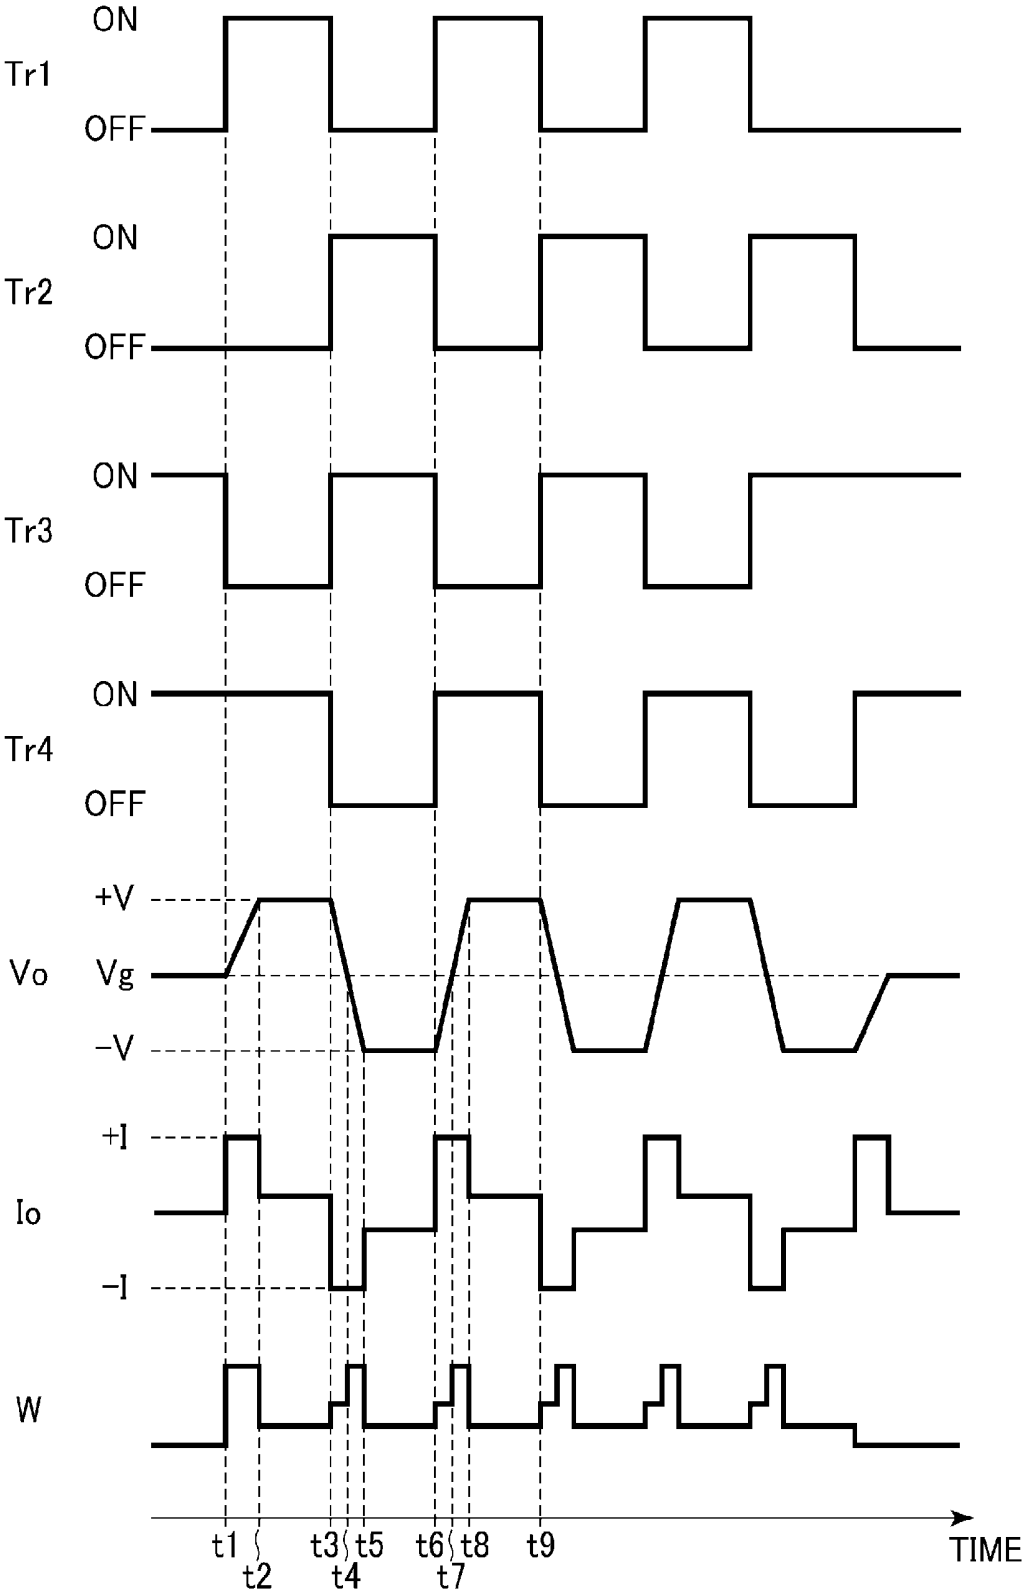 ON
Tr1
OFF
ON
Tr2
OFF
ON
Tr3
OFF
ON
Tr4
OFF
+V
Vo Vg
−V
+I
Io
−I
W
t1 t3 t5 t6 t8 t9 TIME
t2 t4 t7